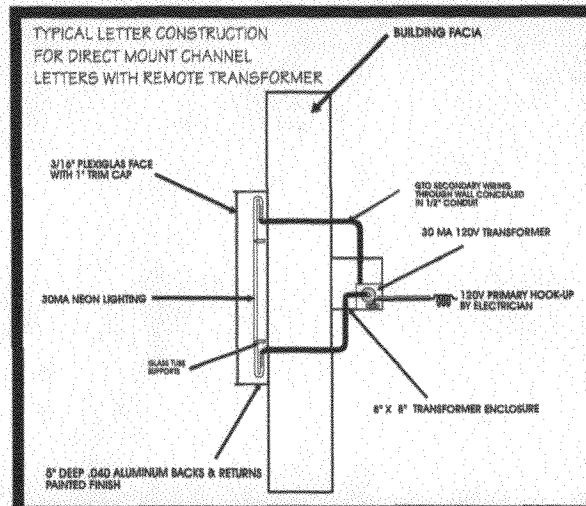 TYPICAL LETTER CONSTRUCTION
FOR DIRECT MOUNT CHANNEL
LETTERS WITH REMOTE TRANSFORMER
BUILDING FACIA
3/16" PLEXIGLAS FACE
WITH 1" TRIM CAP
GTO SECONDARY WIRING
THROUGH WALL CONCEALED
IN 1/2" CONDUIT
30 MA 120V TRANSFORMER
30MA NEON LIGHTING
120V PRIMARY HOOK-UP
BY ELECTRICIAN
GLASS TUBE
SUPPORTS
8" X 8" TRANSFORMER ENCLOSURE
5" DEEP .040 ALUMINUM BACKS & RETURNS
PAINTED FINISH